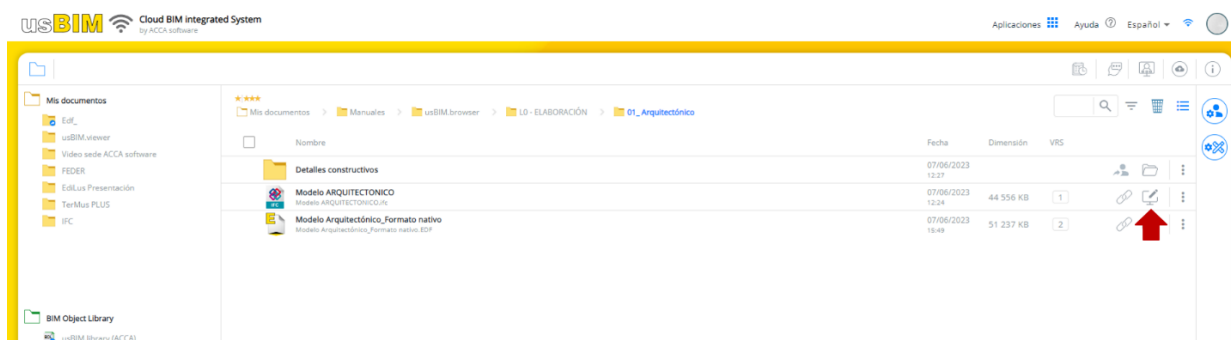 usBIM Cloud BIM integrated System
by ACCA software
Aplicaciones Ayuda Español
Mis documentos
Edf_
usBIM.viewer
Video sede ACCA software
FEDER
EdiLus Presentación
TerMus PLUS
IFC
BIM Object Library
usBIM library (ACCA)
Mis documentos > Manuales > usBIM.browser > L0 - ELABORACIÓN > 01_Arquitectónico
Nombre Fecha Dimensión VRS
Detalles constructivos 07/06/2023
12:27
IFC Modelo ARQUITECTONICO 07/06/2023 44 556 KB 1
Modelo ARQUITECTONICO.ifc 12:24
E Modelo Arquitectónico_Formato nativo 07/06/2023 51 237 KB 2
Modelo Arquitectónico_Formato nativo.EDF 15:49